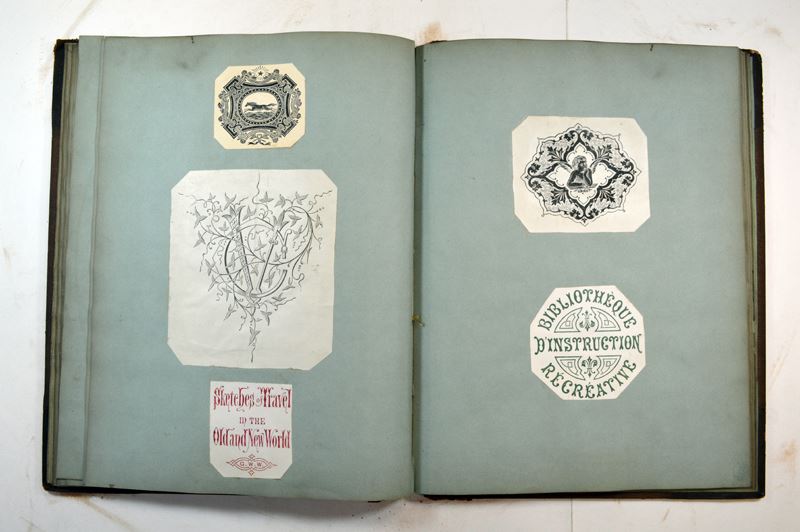 Sketches of Travel
IN THE
Old and New World
G.W.W.
BIBLIOTHÈQUE
D'INSTRUCTION
RÉCRÉATIVE